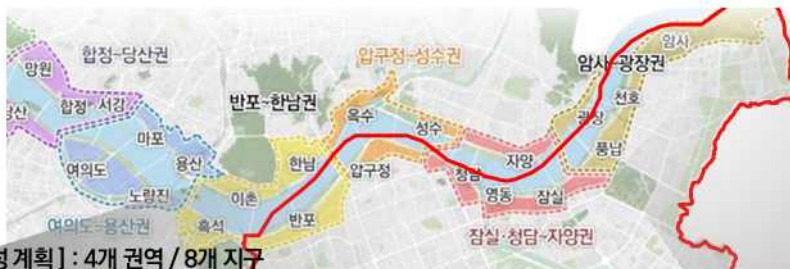 암사
망원
합정~당산권
압구정~성수권
암사~광장권
합정
서강
반포~한남권
천호
당산
옥수
광장
마포
성수
용산
한남
자양
풍납
여의도
압구정
청담
노량진
이촌
영동
잠실
여의도~용산권
흑석
반포
잠실·청담~자양권
성 계획] : 4개 권역 / 8개 지구